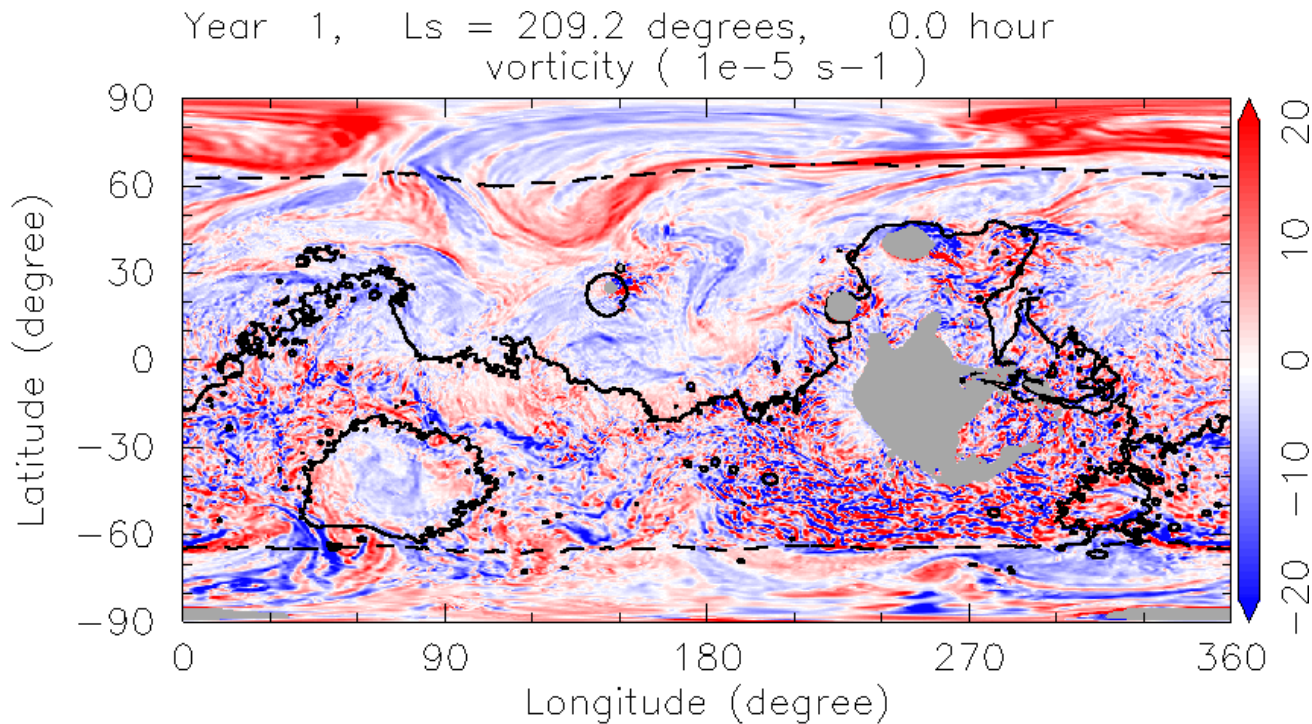 Year 1, Ls = 209.2 degrees, 0.0 hour
vorticity ( 1e-5 s-1 )
90
60
30
0
-30
-60
-90
Latitude (degree)
0 90 180 270 360
Longitude (degree)
20
10
0
-10
-20